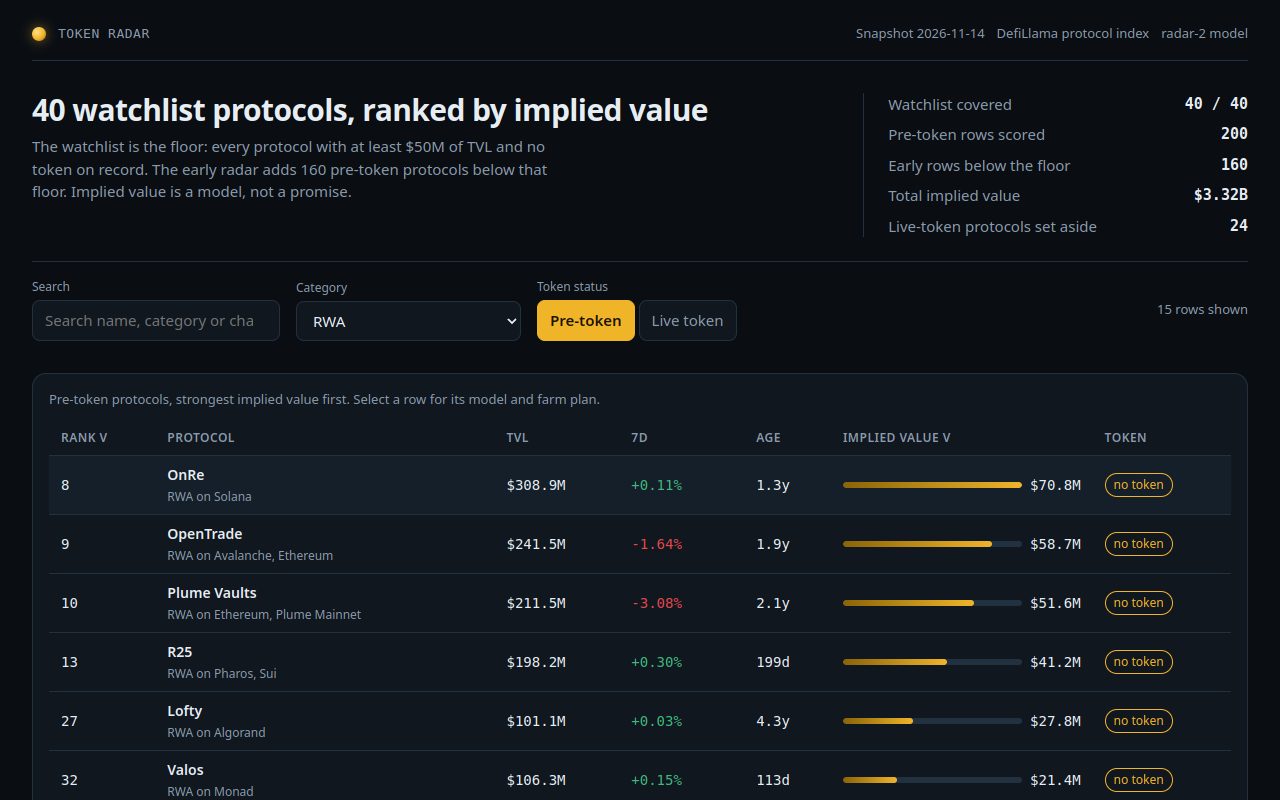 TOKEN RADAR
Snapshot 2026-11-14 DefiLlama protocol index radar-2 model
40 watchlist protocols, ranked by implied value
The watchlist is the floor: every protocol with at least $50M of TVL and no
token on record. The early radar adds 160 pre-token protocols below that
floor. Implied value is a model, not a promise.
Watchlist covered 40 / 40
Pre-token rows scored 200
Early rows below the floor 160
Total implied value $3.32B
Live-token protocols set aside 24
Search
Search name, category or cha
Category
RWA
Token status
Pre-token
Live token
15 rows shown
Pre-token protocols, strongest implied value first. Select a row for its model and farm plan.
RANK V PROTOCOL TVL 7D AGE IMPLIED VALUE V TOKEN
8 OnRe $308.9M +0.11% 1.3y $70.8M no token
RWA on Solana
9 OpenTrade $241.5M -1.64% 1.9y $58.7M no token
RWA on Avalanche, Ethereum
10 Plume Vaults $211.5M -3.08% 2.1y $51.6M no token
RWA on Ethereum, Plume Mainnet
13 R25 $198.2M +0.30% 199d $41.2M no token
RWA on Pharos, Sui
27 Lofty $101.1M +0.03% 4.3y $27.8M no token
RWA on Algorand
32 Valos $106.3M +0.15% 113d $21.4M no token
RWA on Monad